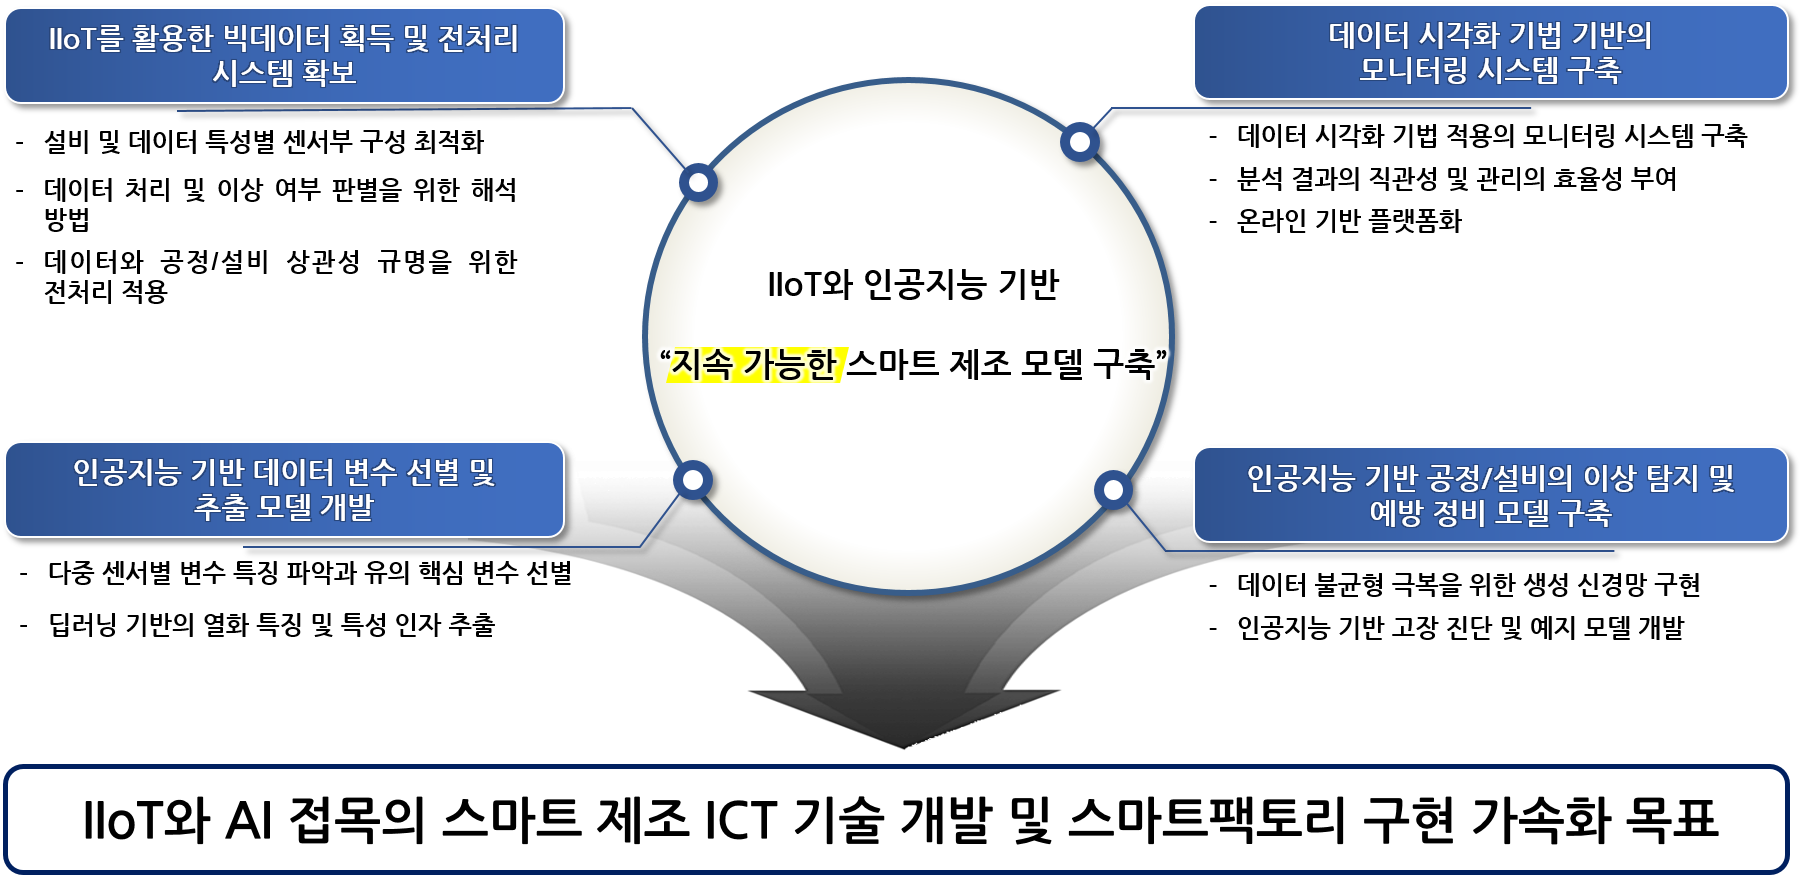 IIoT를 활용한 빅데이터 획득 및 전처리
시스템 확보
- 설비 및 데이터 특성별 센서부 구성 최적화
- 데이터 처리 및 이상 여부 판별을 위한 해석
방법
- 데이터와 공정/설비 상관성 규명을 위한
전처리 적용
데이터 시각화 기법 기반의
모니터링 시스템 구축
- 데이터 시각화 기법 적용의 모니터링 시스템 구축
- 분석 결과의 직관성 및 관리의 효율성 부여
- 온라인 기반 플랫폼화
IIoT와 인공지능 기반
“지속 가능한 스마트 제조 모델 구축”
인공지능 기반 데이터 변수 선별 및
추출 모델 개발
- 다중 센서별 변수 특징 파악과 유의 핵심 변수 선별
- 딥러닝 기반의 열화 특징 및 특성 인자 추출
인공지능 기반 공정/설비의 이상 탐지 및
예방 정비 모델 구축
- 데이터 불균형 극복을 위한 생성 신경망 구현
- 인공지능 기반 고장 진단 및 예지 모델 개발
IIoT와 AI 접목의 스마트 제조 ICT 기술 개발 및 스마트팩토리 구현 가속화 목표